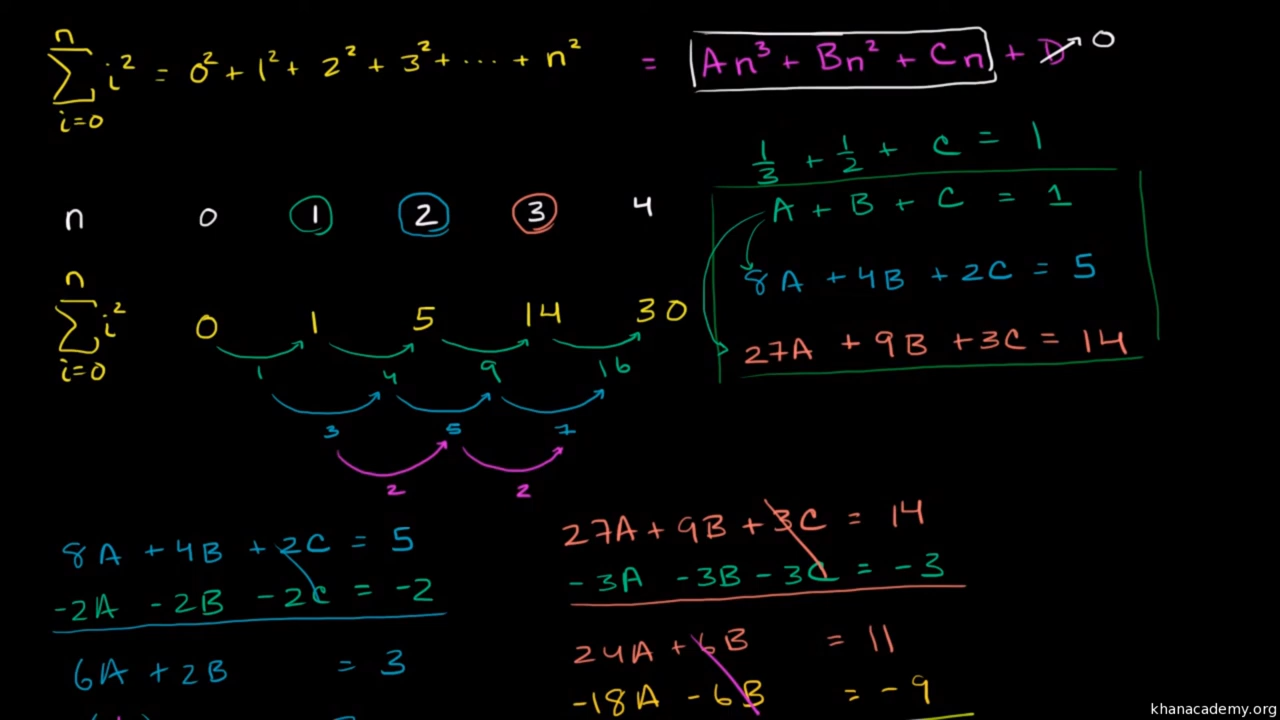 n
∑ i² = 0² + 1² + 2² + 3² + ... + n² = An³ + Bn² + Cn + D → 0
i=0
1/3 + 1/2 + C = 1
A + B + C = 1
n 0 1 2 3 4
8A + 4B + 2C = 5
n
∑ i² 0 1 5 14 30
i=0
27A + 9B + 3C = 14
1 4 9 16
3 5 7
2 2
8A + 4B + 2C = 5
-2A - 2B - 2C = -2
6A + 2B = 3
27A + 9B + 3C = 14
-3A - 3B - 3C = -3
24A + 6B = 11
-18A - 6B = -9
khanacademy.org